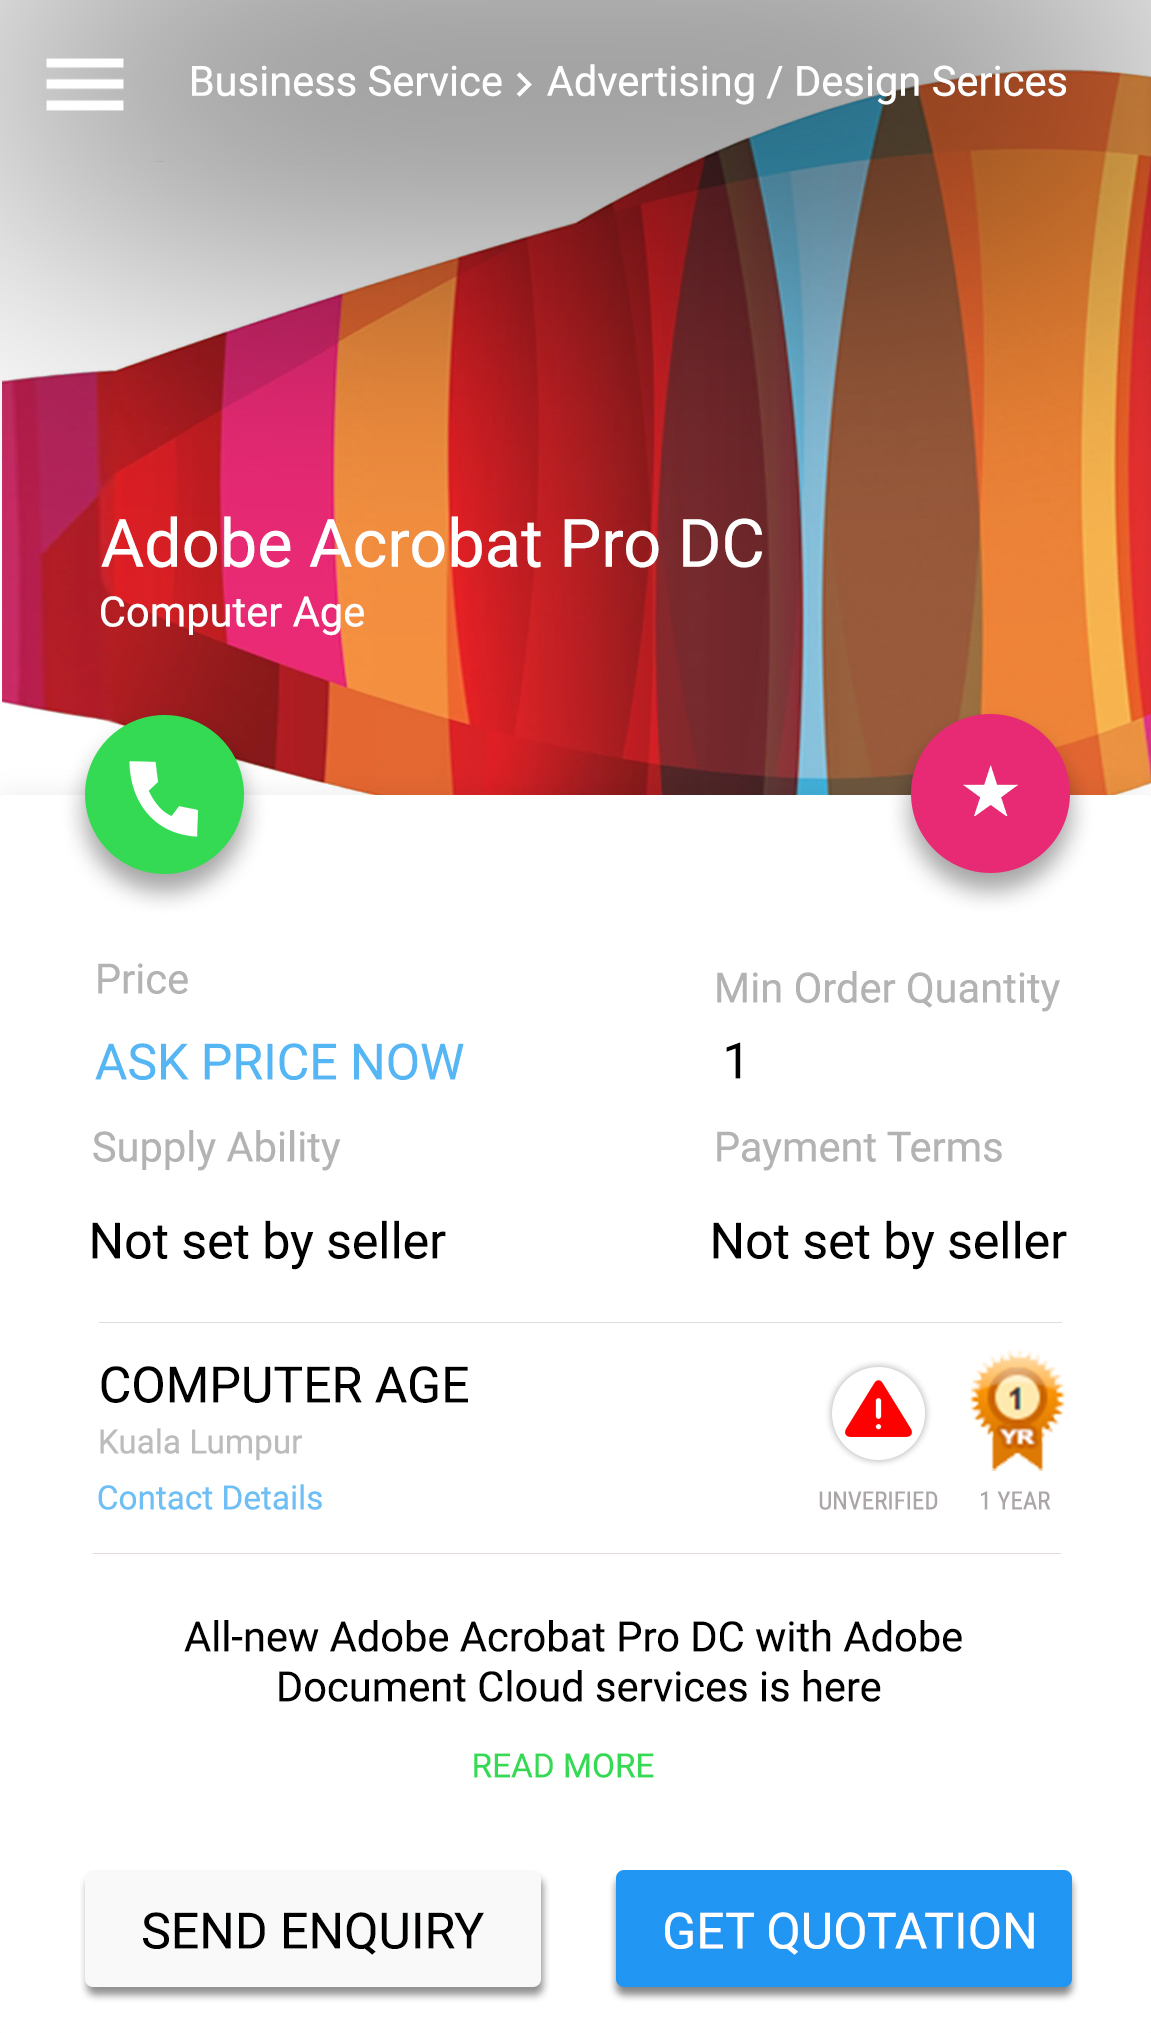 Business Service > Advertising / Design Serices
Adobe Acrobat Pro DC
Computer Age
Price
Min Order Quantity
ASK PRICE NOW
1
Supply Ability
Payment Terms
Not set by seller
Not set by seller
COMPUTER AGE
Kuala Lumpur
Contact Details
1
YR
UNVERIFIED
1 YEAR
All-new Adobe Acrobat Pro DC with Adobe
Document Cloud services is here
READ MORE
SEND ENQUIRY
GET QUOTATION